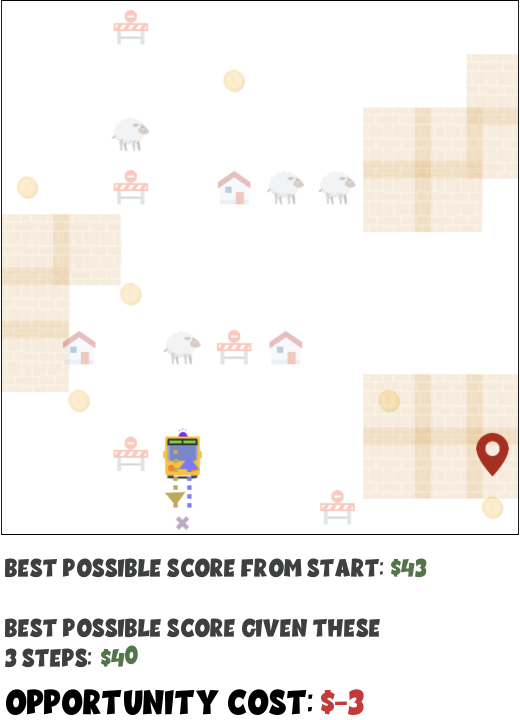 BEST POSSIBLE SCORE FROM START: $43
BEST POSSIBLE SCORE GIVEN THESE
3 STEPS: $40
OPPORTUNITY COST: $-3